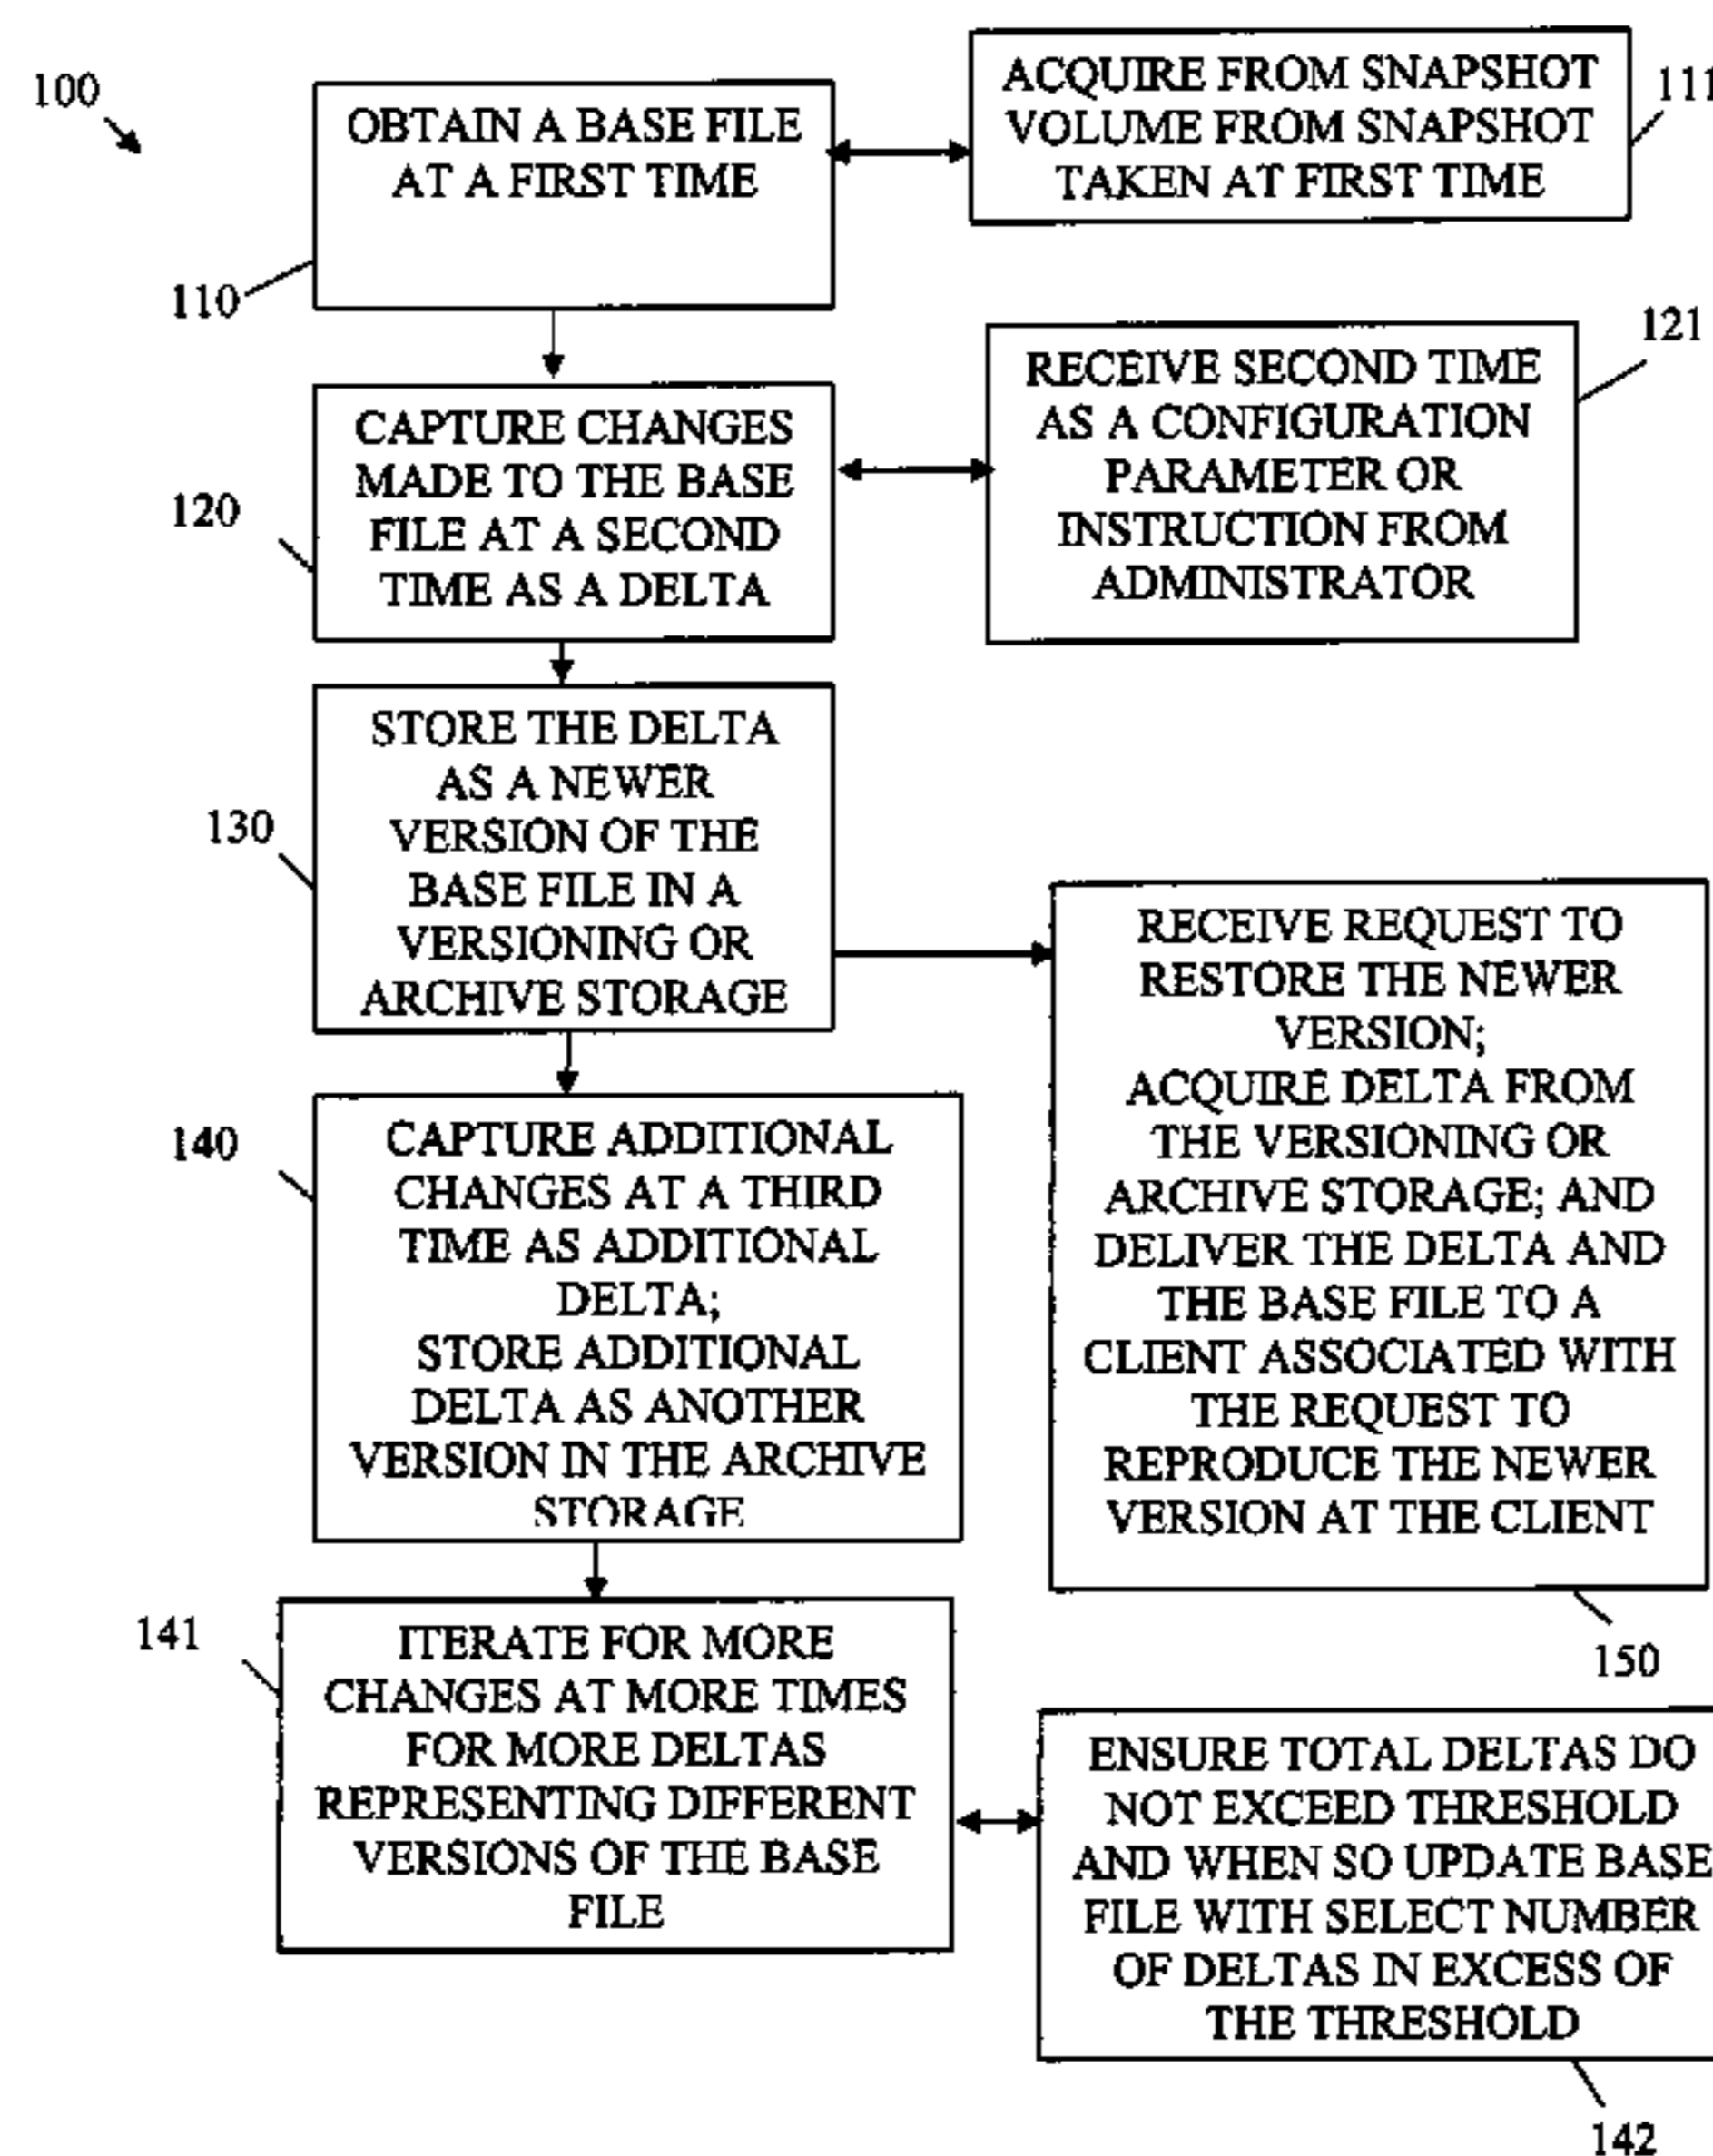 100
OBTAIN A BASE FILE
AT A FIRST TIME
110
ACQUIRE FROM SNAPSHOT
VOLUME FROM SNAPSHOT
TAKEN AT FIRST TIME
111
CAPTURE CHANGES
MADE TO THE BASE
FILE AT A SECOND
TIME AS A DELTA
120
RECEIVE SECOND TIME
AS A CONFIGURATION
PARAMETER OR
INSTRUCTION FROM
ADMINISTRATOR
121
STORE THE DELTA
AS A NEWER
VERSION OF THE
BASE FILE IN A
VERSIONING OR
ARCHIVE STORAGE
130
RECEIVE REQUEST TO
RESTORE THE NEWER
VERSION;
ACQUIRE DELTA FROM
THE VERSIONING OR
ARCHIVE STORAGE; AND
DELIVER THE DELTA AND
THE BASE FILE TO A
CLIENT ASSOCIATED WITH
THE REQUEST TO
REPRODUCE THE NEWER
VERSION AT THE CLIENT
150
CAPTURE ADDITIONAL
CHANGES AT A THIRD
TIME AS ADDITIONAL
DELTA;
STORE ADDITIONAL
DELTA AS ANOTHER
VERSION IN THE ARCHIVE
STORAGE
140
ITERATE FOR MORE
CHANGES AT MORE TIMES
FOR MORE DELTAS
REPRESENTING DIFFERENT
VERSIONS OF THE BASE
FILE
141
ENSURE TOTAL DELTAS DO
NOT EXCEED THRESHOLD
AND WHEN SO UPDATE BASE
FILE WITH SELECT NUMBER
OF DELTAS IN EXCESS OF
THE THRESHOLD
142